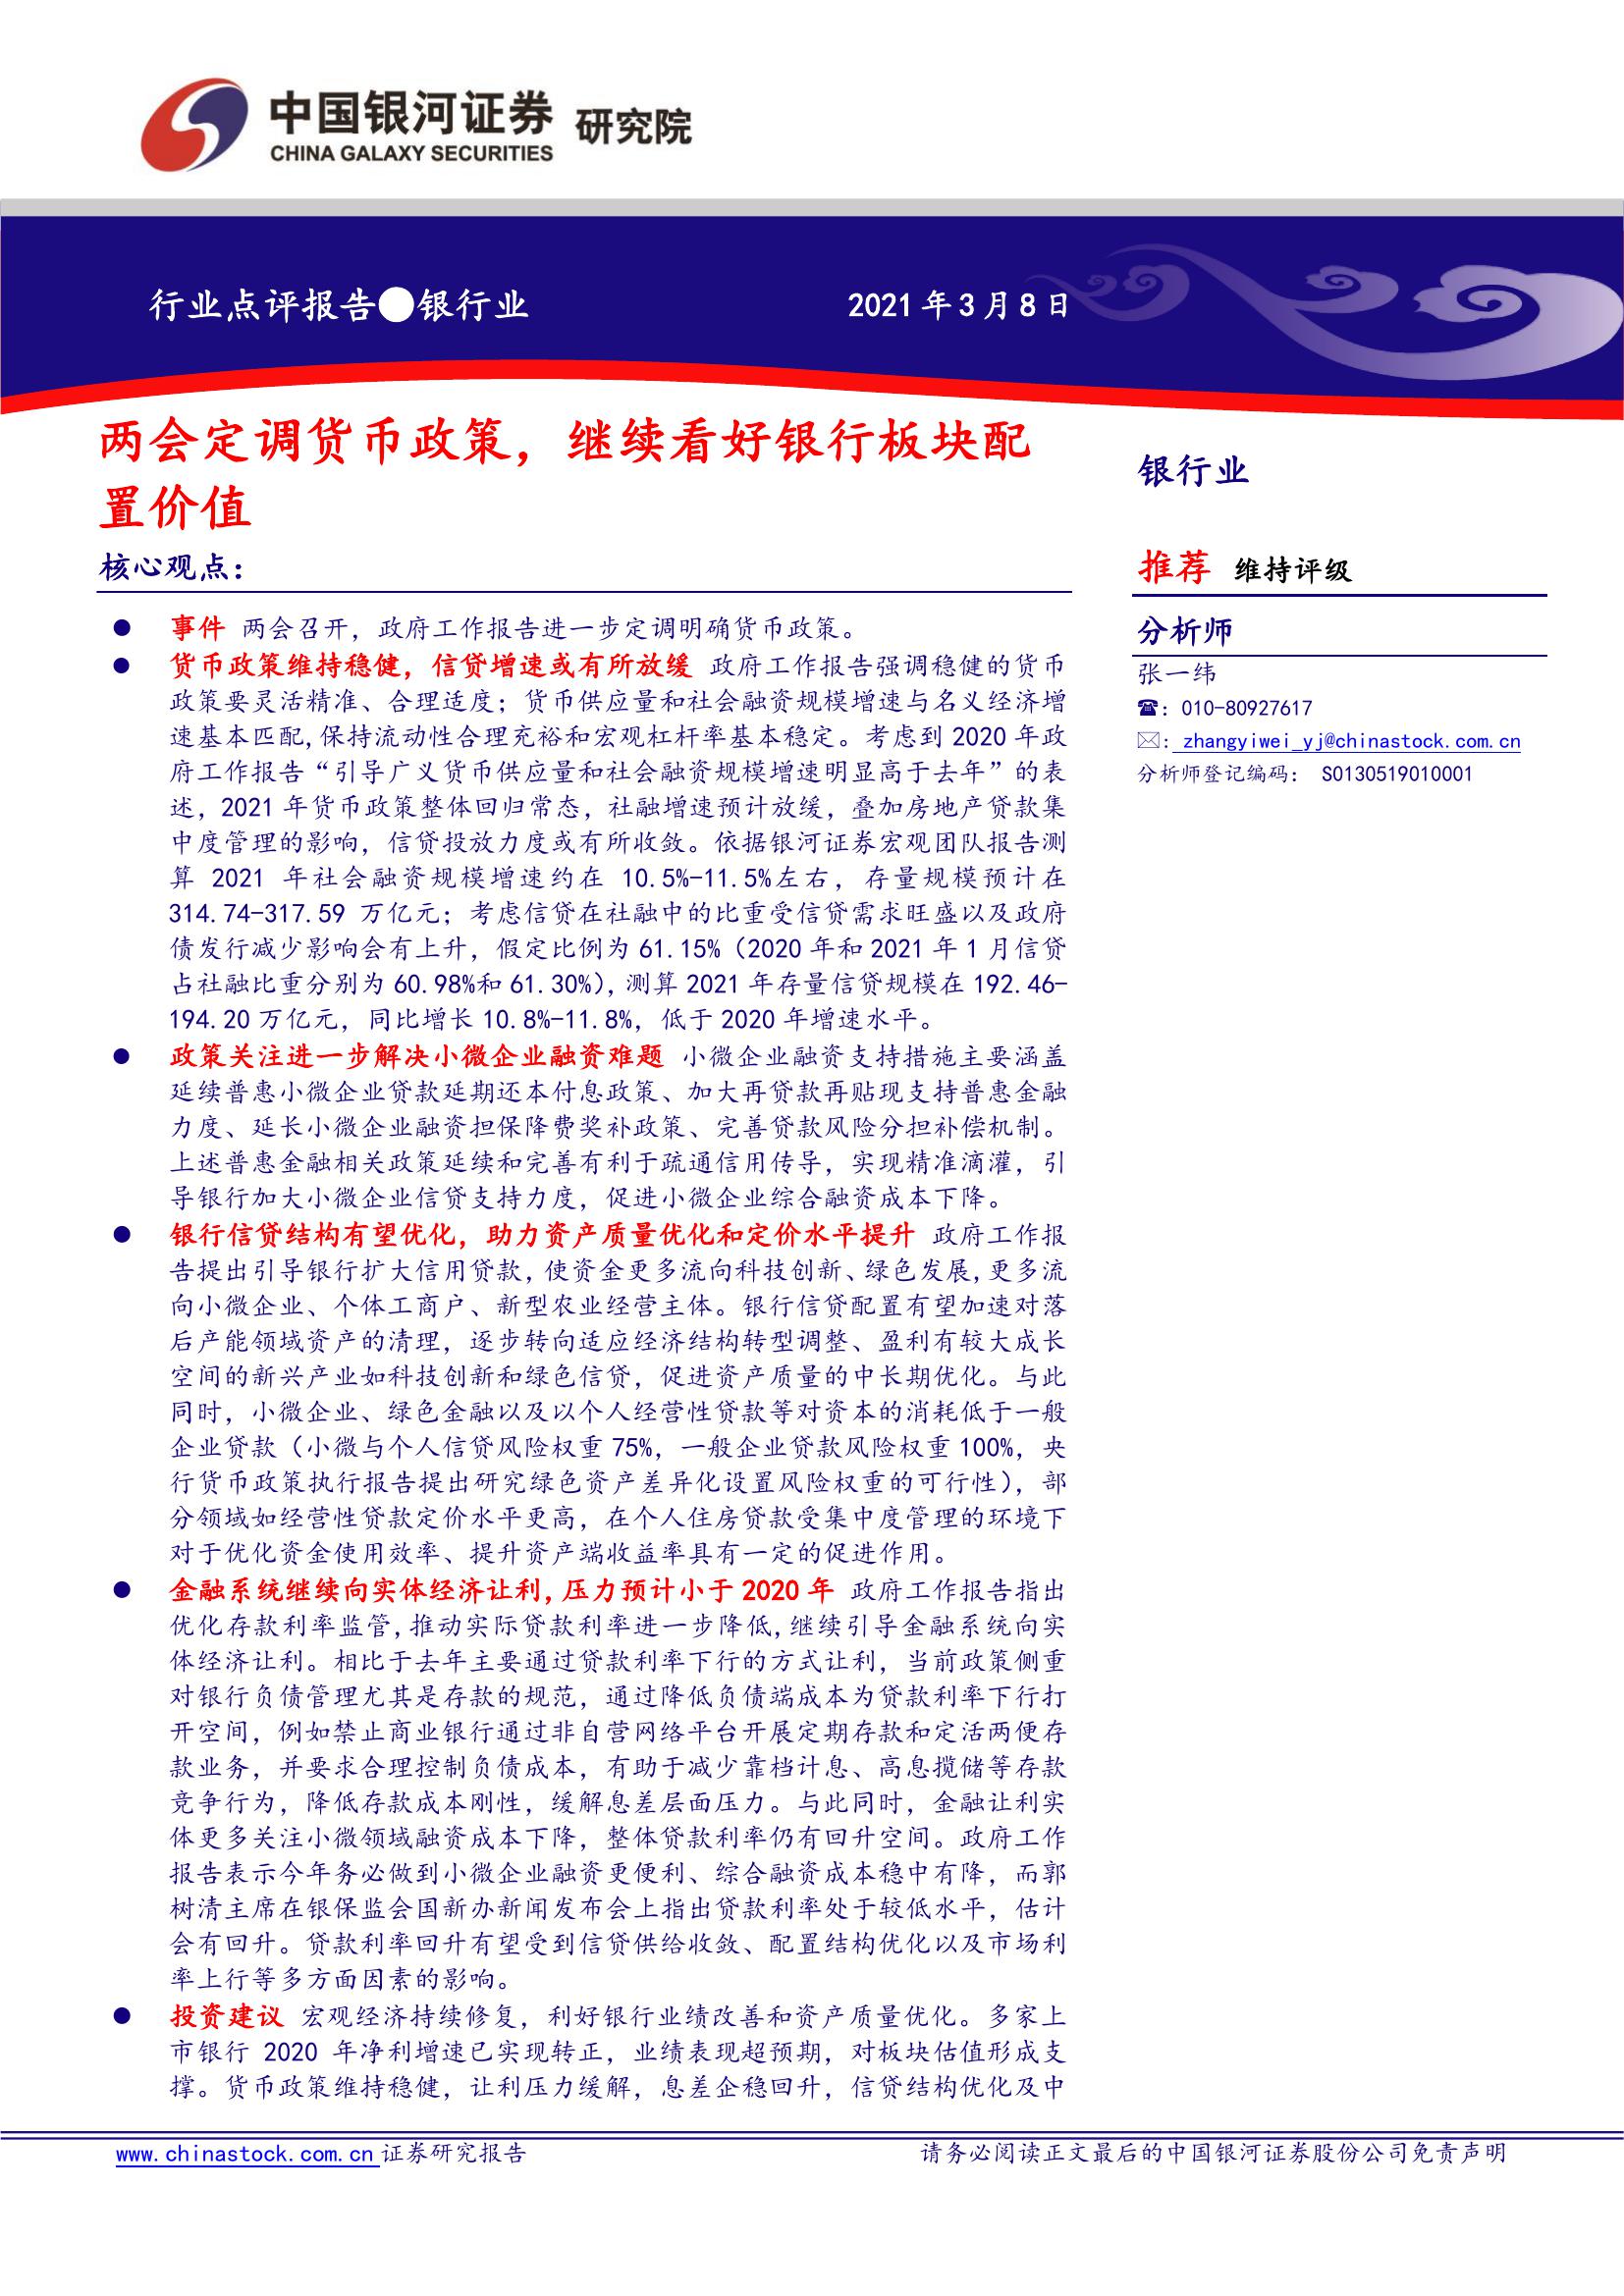 中国银河证券 研究院
CHINA GALAXY SECURITIES
行业点评报告●银行业
2021 年 3 月 8 日
两会定调货币政策，继续看好银行板块配
置价值
核心观点：
● 事件 两会召开，政府工作报告进一步定调明确货币政策。
● 货币政策维持稳健，信贷增速或有所放缓 政府工作报告强调稳健的货币
政策要灵活精准、合理适度；货币供应量和社会融资规模增速与名义经济增
速基本匹配,保持流动性合理充裕和宏观杠杆率基本稳定。考虑到 2020 年政
府工作报告“引导广义货币供应量和社会融资规模增速明显高于去年”的表
述，2021 年货币政策整体回归常态，社融增速预计放缓，叠加房地产贷款集
中度管理的影响，信贷投放力度或有所收敛。依据银河证券宏观团队报告测
算 2021 年社会融资规模增速约在 10.5%-11.5%左右，存量规模预计在
314.74-317.59 万亿元；考虑信贷在社融中的比重受信贷需求旺盛以及政府
债发行减少影响会有上升，假定比例为 61.15%（2020 年和 2021 年 1 月信贷
占社融比重分别为 60.98%和 61.30%），测算 2021 年存量信贷规模在 192.46-
194.20 万亿元，同比增长 10.8%-11.8%，低于 2020 年增速水平。
● 政策关注进一步解决小微企业融资难题 小微企业融资支持措施主要涵盖
延续普惠小微企业贷款延期还本付息政策、加大再贷款再贴现支持普惠金融
力度、延长小微企业融资担保降费奖补政策、完善贷款风险分担补偿机制。
上述普惠金融相关政策延续和完善有利于疏通信用传导，实现精准滴灌，引
导银行加大小微企业信贷支持力度，促进小微企业综合融资成本下降。
● 银行信贷结构有望优化，助力资产质量优化和定价水平提升 政府工作报
告提出引导银行扩大信用贷款,使资金更多流向科技创新、绿色发展,更多流
向小微企业、个体工商户、新型农业经营主体。银行信贷配置有望加速对落
后产能领域资产的清理，逐步转向适应经济结构转型调整、盈利有较大成长
空间的新兴产业如科技创新和绿色信贷，促进资产质量的中长期优化。与此
同时，小微企业、绿色金融以及以个人经营性贷款等对资本的消耗低于一般
企业贷款（小微与个人信贷风险权重 75%，一般企业贷款风险权重 100%，央
行货币政策执行报告提出研究绿色资产差异化设置风险权重的可行性），部
分领域如经营性贷款定价水平更高，在个人住房贷款受集中度管理的环境下
对于优化资金使用效率、提升资产端收益率具有一定的促进作用。
● 金融系统继续向实体经济让利,压力预计小于 2020 年 政府工作报告指出
优化存款利率监管,推动实际贷款利率进一步降低,继续引导金融系统向实
体经济让利。相比于去年主要通过贷款利率下行的方式让利，当前政策侧重
对银行负债管理尤其是存款的规范，通过降低负债端成本为贷款利率下行打
开空间，例如禁止商业银行通过非自营网络平台开展定期存款和定活两便存
款业务，并要求合理控制负债成本，有助于减少靠档计息、高息揽储等存款
竞争行为，降低存款成本刚性，缓解息差层面压力。与此同时，金融让利实
体更多关注小微领域融资成本下降，整体贷款利率仍有回升空间。政府工作
报告表示今年务必做到小微企业融资更便利、综合融资成本稳中有降，而郭
树清主席在银保监会国新办新闻发布会上指出贷款利率处于较低水平，估计
会有回升。贷款利率回升有望受到信贷供给收敛、配置结构优化以及市场利
率上行等多方面因素的影响。
● 投资建议 宏观经济持续修复，利好银行业绩改善和资产质量优化。多家上
市银行 2020 年净利增速已实现转正，业绩表现超预期，对板块估值形成支
撑。货币政策维持稳健，让利压力缓解，息差企稳回升，信贷结构优化及中
银行业
推荐 维持评级
分析师
张一纬
☎：010-80927617
✉：zhangyiwei_yj@chinastock.com.cn
分析师登记编码： S0130519010001
www.chinastock.com.cn 证券研究报告
请务必阅读正文最后的中国银河证券股份公司免责声明